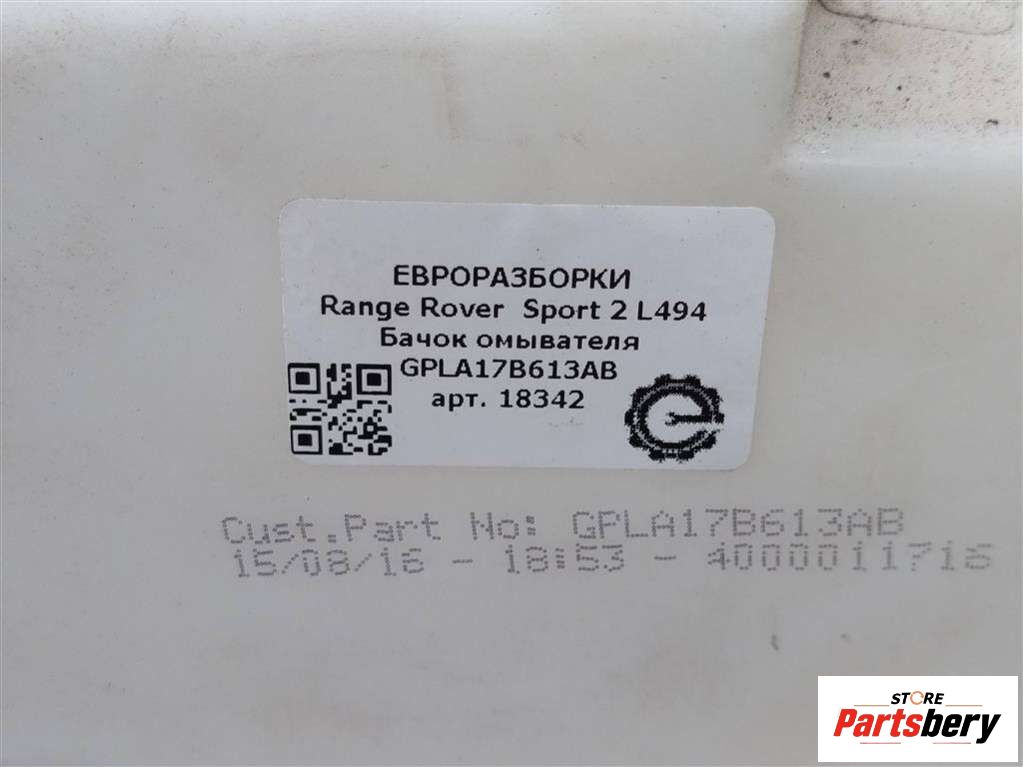 ЕВРОРАЗБОРКИ
Range Rover Sport 2 L494
Бачок омывателя
GPLA17B613AB
арт. 18342
Cust.Part No: GPLA17B613AB
15/08/16 - 18:53 - 4000011716
STORE
Partsbery